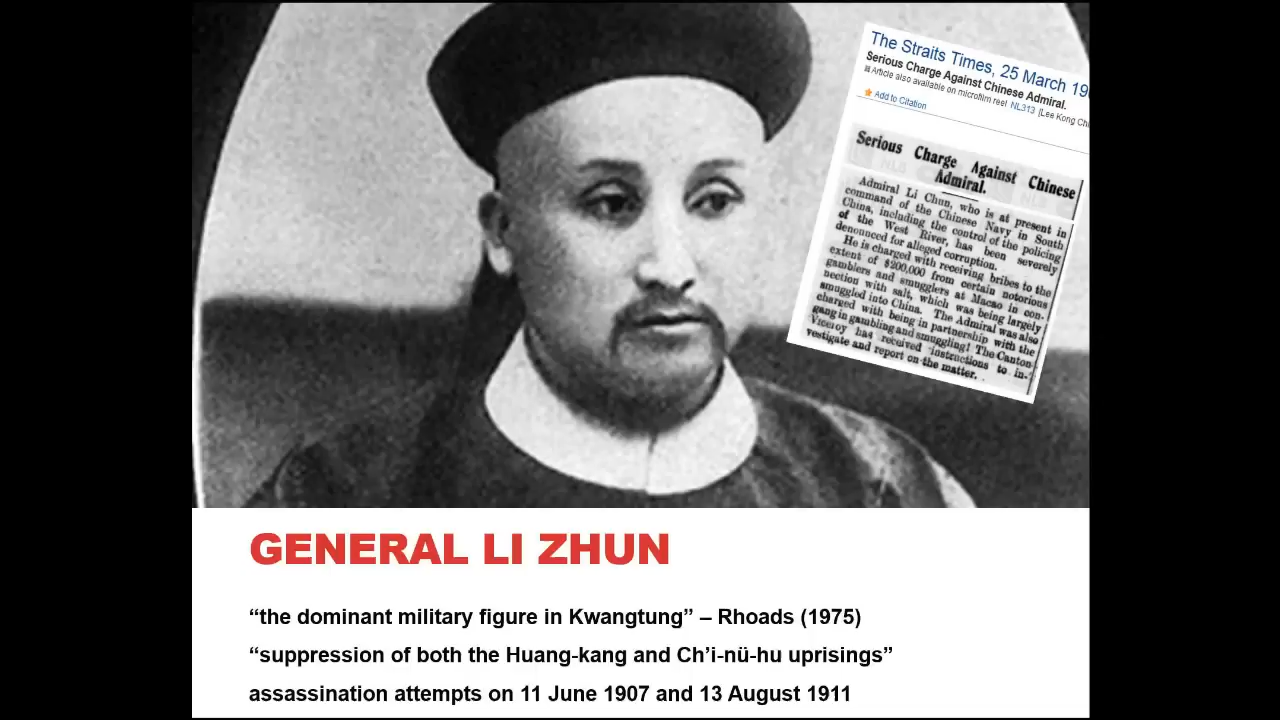 The Straits Times, 25 March 19
Serious Charge Against Chinese Admiral.
Article also available on microfilm reel NL313 [Lee Kong Chi
Add to Citation
Serious Charge Against Chinese
Admiral.
Admiral Li Chun, who is at present in
command of the Chinese Navy in South
China, including the control of the policing
of the West River, has been severely
denounced for alleged corruption.
He is charged with receiving bribes to the
extent of $200,000 from certain notorious
gamblers and smugglers at Macao in con-
nection with salt, which was being largely
smuggled into China. The Admiral was also
charged with being in partnership with the
gang in gambling and smuggling! The Canton
Viceroy has received instructions to in-
vestigate and report on the matter.
GENERAL LI ZHUN
“the dominant military figure in Kwangtung” – Rhoads (1975)
“suppression of both the Huang-kang and Ch’i-nü-hu uprisings”
assassination attempts on 11 June 1907 and 13 August 1911